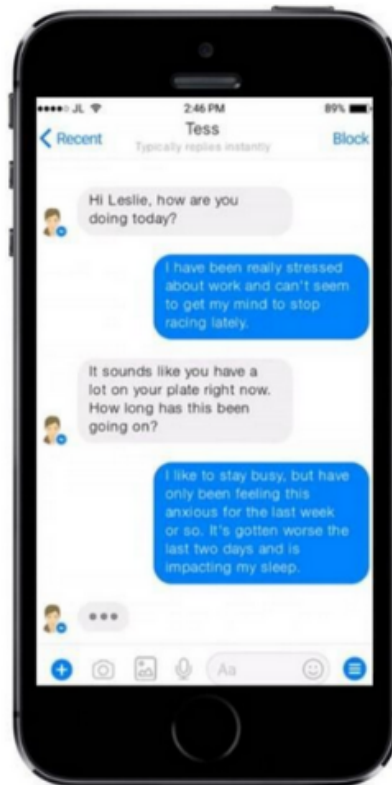 JL 2:46 PM 89%
Recent Tess Block
Typically replies instantly
Hi Leslie, how are you
doing today?
I have been really stressed
about work and can't seem
to get my mind to stop
racing lately.
It sounds like you have a
lot on your plate right now.
How long has this been
going on?
I like to stay busy, but have
only been feeling this
anxious for the last week
or so. It's gotten worse the
last two days and is
impacting my sleep.
Aa